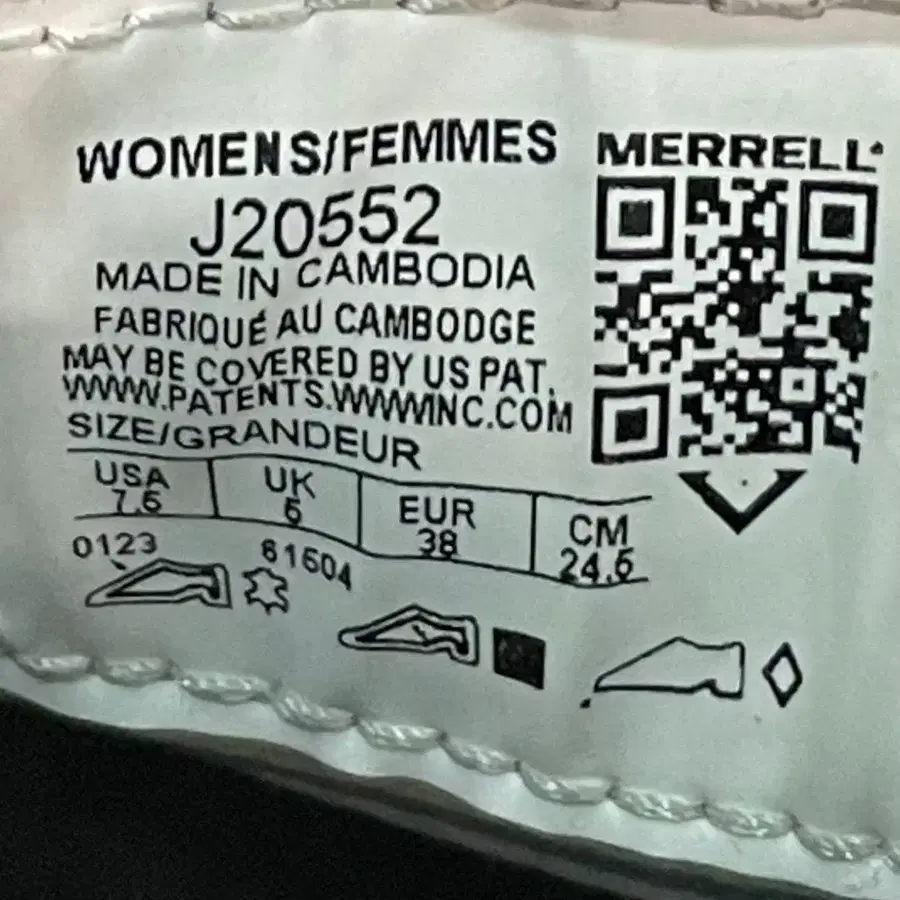 WOMENS/FEMMES
J20552
MADE IN CAMBODIA
FABRIQUÉ AU CAMBODGE
MAY BE COVERED BY US PAT.
WWW.PATENTS.WWWINC.COM
SIZE/GRANDEUR
USA UK EUR CM
7.5 5 38 24.5
0123 61504
MERRELL